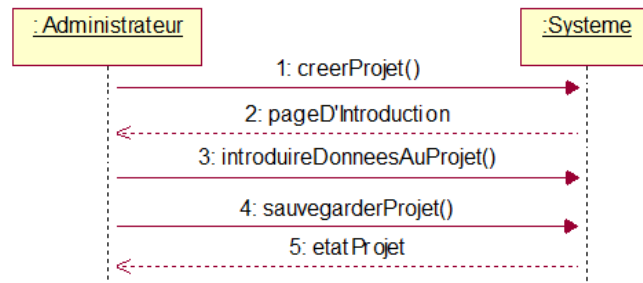 : Administrateur
:Systeme
1: creerProjet()
2: pageD'Introduction
3: introduireDonneesAuProjet()
4: sauvegarderProjet()
5: etatProjet